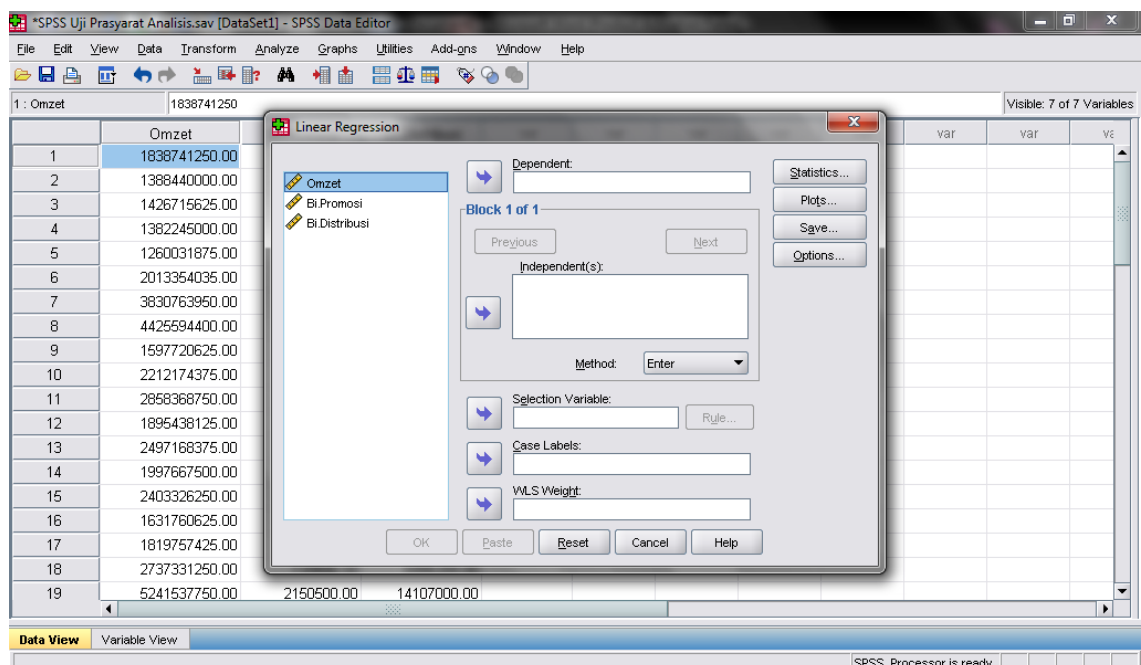 *SPSS Uji Prasyarat Analisis.sav [DataSet1] - SPSS Data Editor
File Edit View Data Transform Analyze Graphs Utilities Add-ons Window Help
1 : Omzet 1838741250 Visible: 7 of 7 Variables
Omzet var var
1 1838741250.00
2 1388440000.00
3 1426715625.00
4 1382245000.00
5 1260031875.00
6 2013354035.00
7 3830763950.00
8 4425594400.00
9 1597720625.00
10 2212174375.00
11 2858368750.00
12 1895438125.00
13 2497168375.00
14 1997667500.00
15 2403326250.00
16 1631760625.00
17 1819757425.00
18 2737331250.00
19 5241537750.00 2150500.00 14107000.00
Linear Regression
Omzet
Bi.Promosi
Bi.Distribusi
Dependent:
Block 1 of 1
Previous Next
Independent(s):
Method: Enter
Selection Variable:
Rule...
Case Labels:
WLS Weight:
Statistics...
Plots...
Save...
Options...
OK Paste Reset Cancel Help
Data View Variable View
SPSS Processor is ready